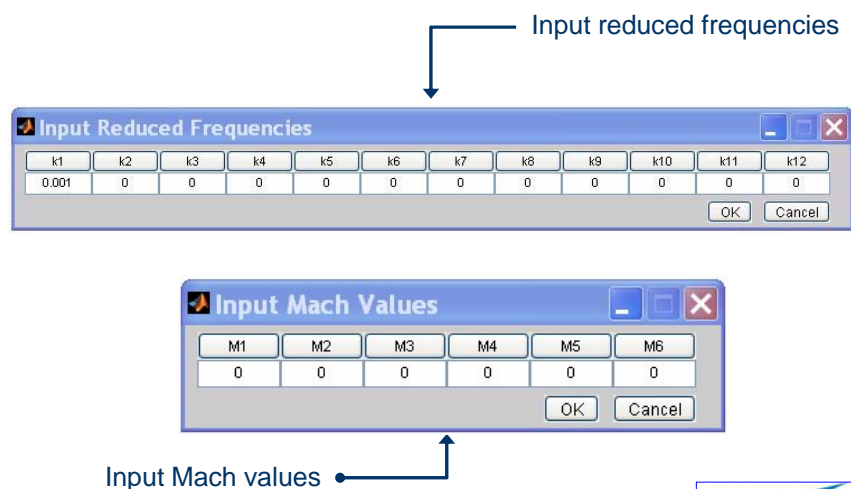 Input reduced frequencies
Input Reduced Frequencies
k1 k2 k3 k4 k5 k6 k7 k8 k9 k10 k11 k12
0.001 0 0 0 0 0 0 0 0 0 0 0
OK Cancel
Input Mach Values
M1 M2 M3 M4 M5 M6
0 0 0 0 0 0
OK Cancel
Input Mach values